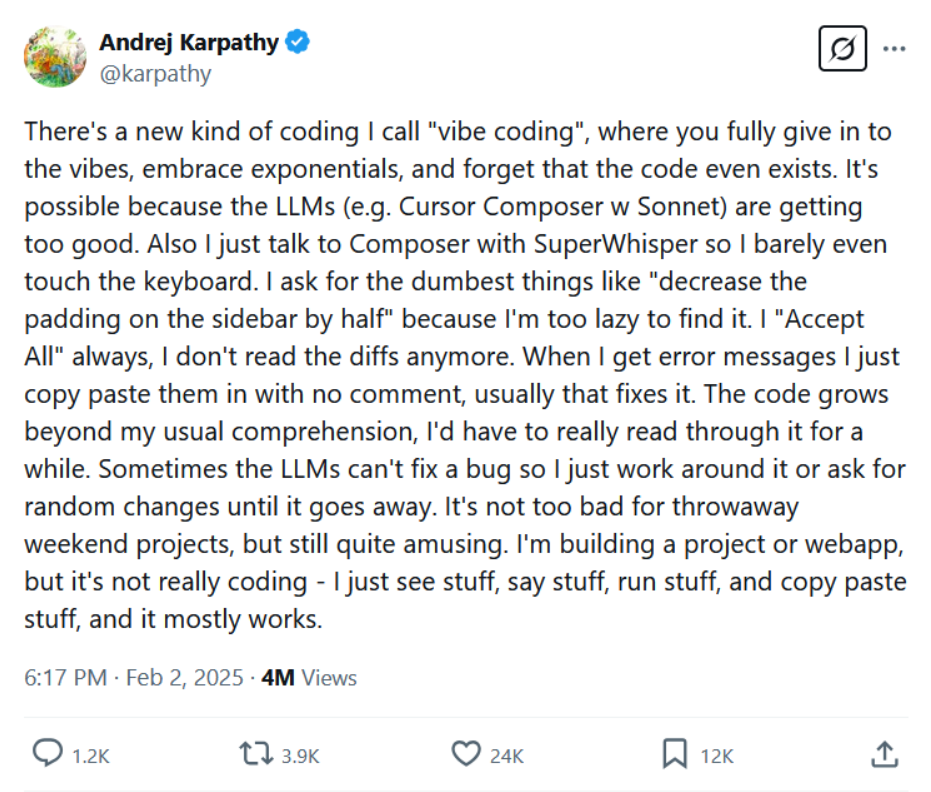 Andrej Karpathy
@karpathy
There's a new kind of coding I call "vibe coding", where you fully give in to
the vibes, embrace exponentials, and forget that the code even exists. It's
possible because the LLMs (e.g. Cursor Composer w Sonnet) are getting
too good. Also I just talk to Composer with SuperWhisper so I barely even
touch the keyboard. I ask for the dumbest things like "decrease the
padding on the sidebar by half" because I'm too lazy to find it. I "Accept
All" always, I don't read the diffs anymore. When I get error messages I just
copy paste them in with no comment, usually that fixes it. The code grows
beyond my usual comprehension, I'd have to really read through it for a
while. Sometimes the LLMs can't fix a bug so I just work around it or ask for
random changes until it goes away. It's not too bad for throwaway
weekend projects, but still quite amusing. I'm building a project or webapp,
but it's not really coding - I just see stuff, say stuff, run stuff, and copy paste
stuff, and it mostly works.
6:17 PM · Feb 2, 2025 · 4M Views
1.2K 3.9K 24K 12K